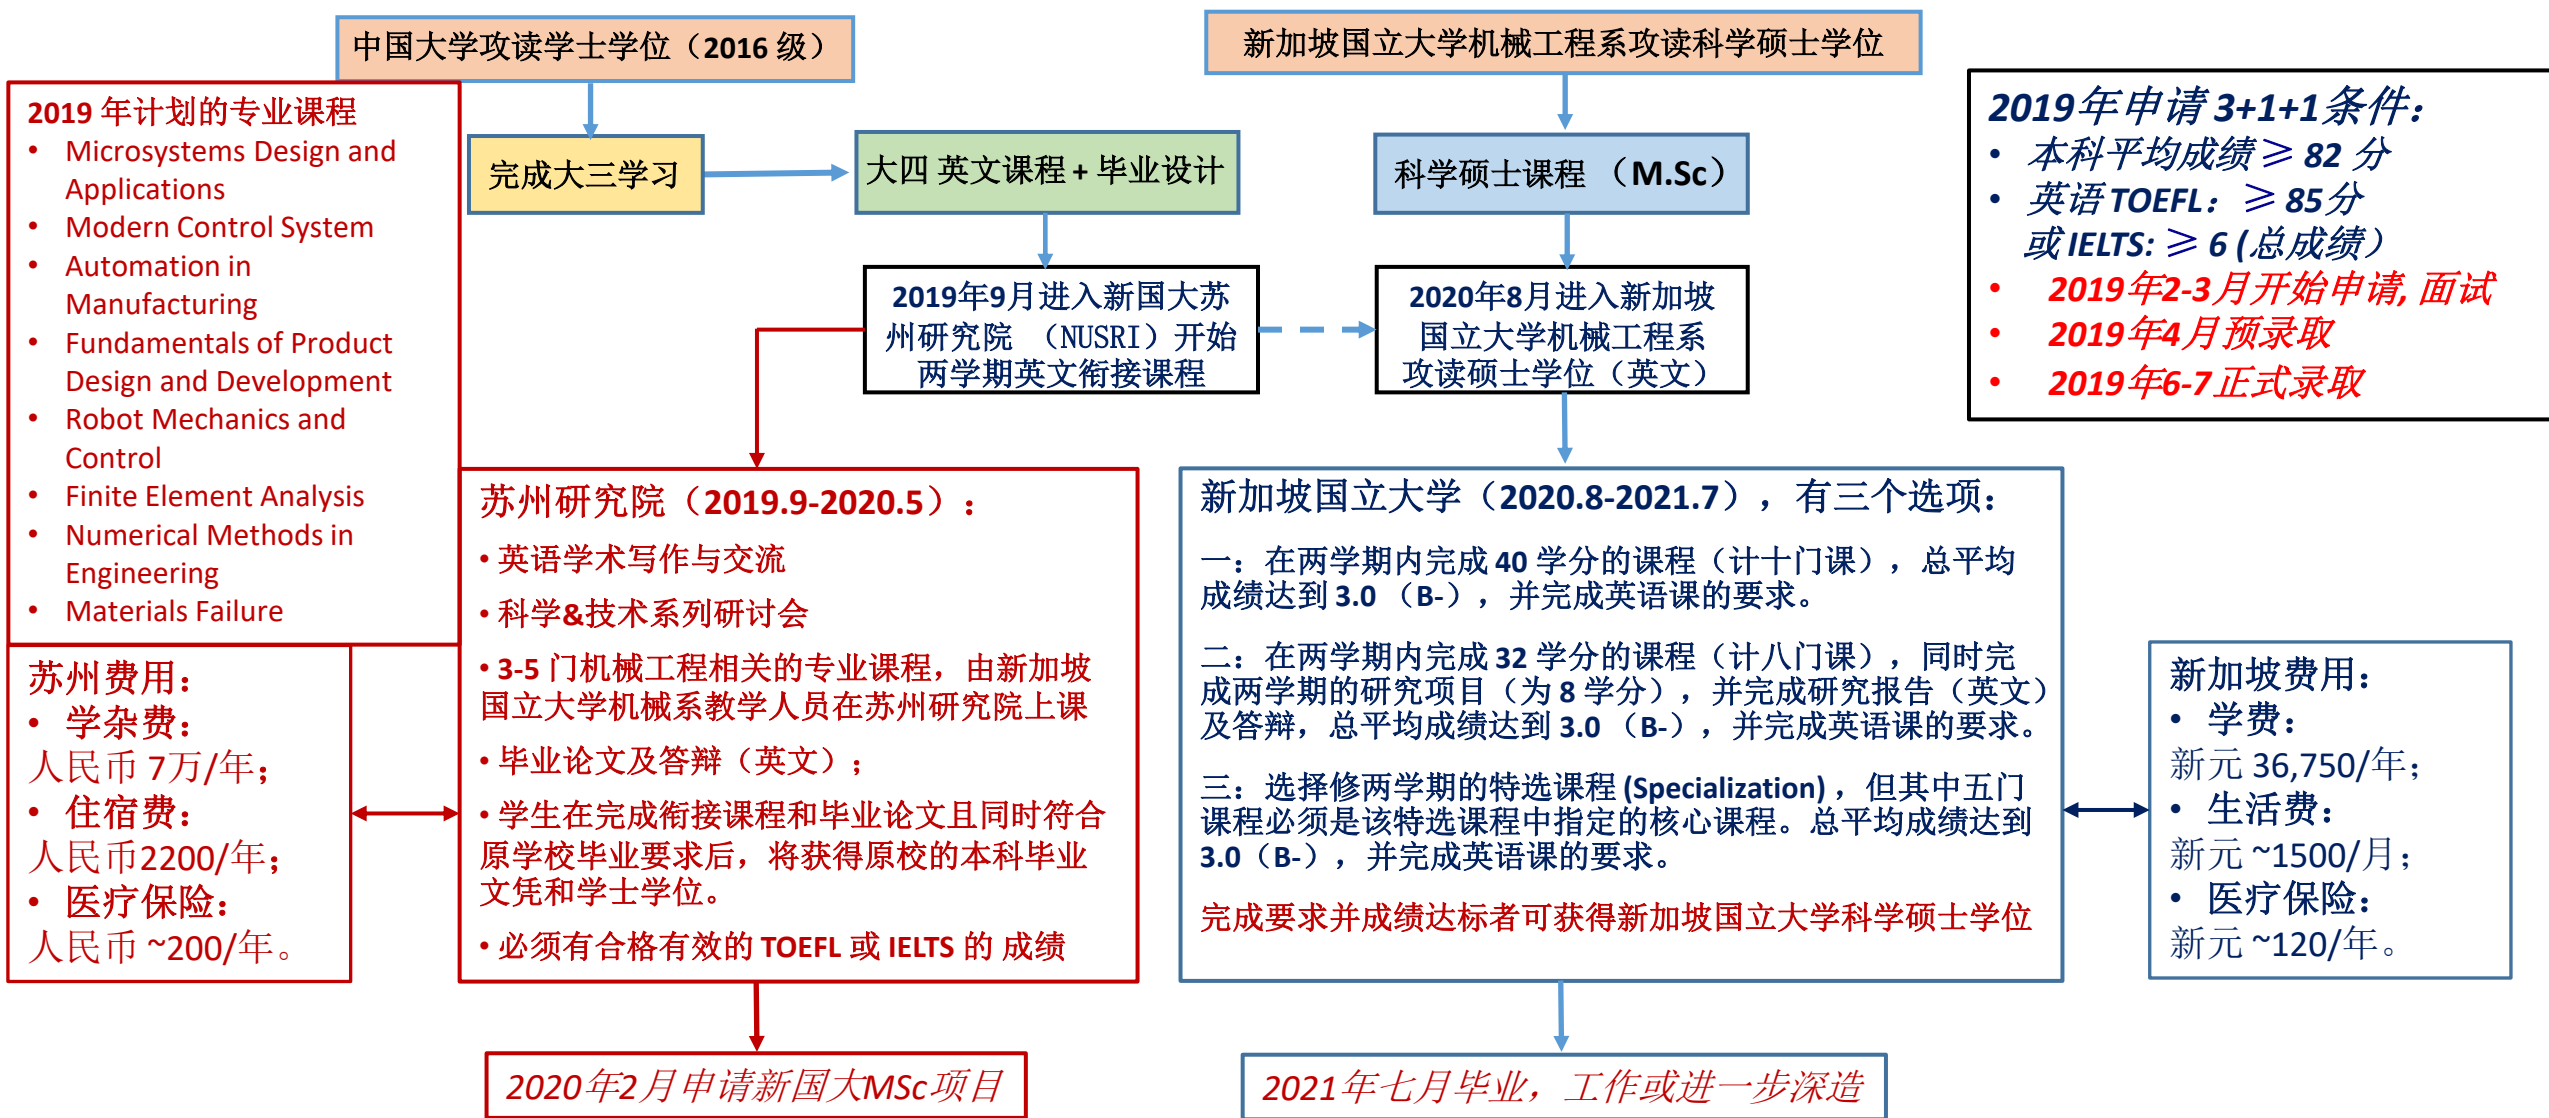 中国大学攻读学士学位（2016 级）
新加坡国立大学机械工程系攻读科学硕士学位
2019 年计划的专业课程
• Microsystems Design and
Applications
• Modern Control System
• Automation in
Manufacturing
• Fundamentals of Product
Design and Development
• Robot Mechanics and
Control
• Finite Element Analysis
• Numerical Methods in
Engineering
• Materials Failure
完成大三学习
大四 英文课程 + 毕业设计
科学硕士课程 （M.Sc）
2019年申请 3+1+1条件：
• 本科平均成绩 ≥ 82 分
• 英语 TOEFL： ≥ 85分
或 IELTS: ≥ 6 (总成绩）
• 2019年2-3月开始申请, 面试
• 2019年4月预录取
• 2019年6-7正式录取
2019年9月进入新国大苏
州研究院 （NUSRI）开始
两学期英文衔接课程
2020年8月进入新加坡
国立大学机械工程系
攻读硕士学位（英文）
苏州研究院（2019.9-2020.5）：
• 英语学术写作与交流
• 科学&技术系列研讨会
• 3-5 门机械工程相关的专业课程，由新加坡
国立大学机械系教学人员在苏州研究院上课
• 毕业论文及答辩（英文）；
• 学生在完成衔接课程和毕业论文且同时符合
原学校毕业要求后，将获得原校的本科毕业
文凭和学士学位。
• 必须有合格有效的 TOEFL 或 IELTS 的 成绩
新加坡国立大学（2020.8-2021.7），有三个选项：
一：在两学期内完成 40 学分的课程（计十门课），总平均
成绩达到 3.0 （B-），并完成英语课的要求。
二：在两学期内完成 32 学分的课程（计八门课），同时完
成两学期的研究项目（为 8 学分），并完成研究报告（英文）
及答辩，总平均成绩达到 3.0 （B-），并完成英语课的要求。
三：选择修两学期的特选课程 (Specialization)，但其中五门
课程必须是该特选课程中指定的核心课程。总平均成绩达到
3.0（B-），并完成英语课的要求。
完成要求并成绩达标者可获得新加坡国立大学科学硕士学位
苏州费用：
• 学杂费：
人民币 7万/年；
• 住宿费：
人民币2200/年；
• 医疗保险：
人民币 ~200/年。
新加坡费用：
• 学费：
新元 36,750/年；
• 生活费：
新元 ~1500/月；
• 医疗保险：
新元 ~120/年。
2020年2月申请新国大MSc项目
2021年七月毕业，工作或进一步深造